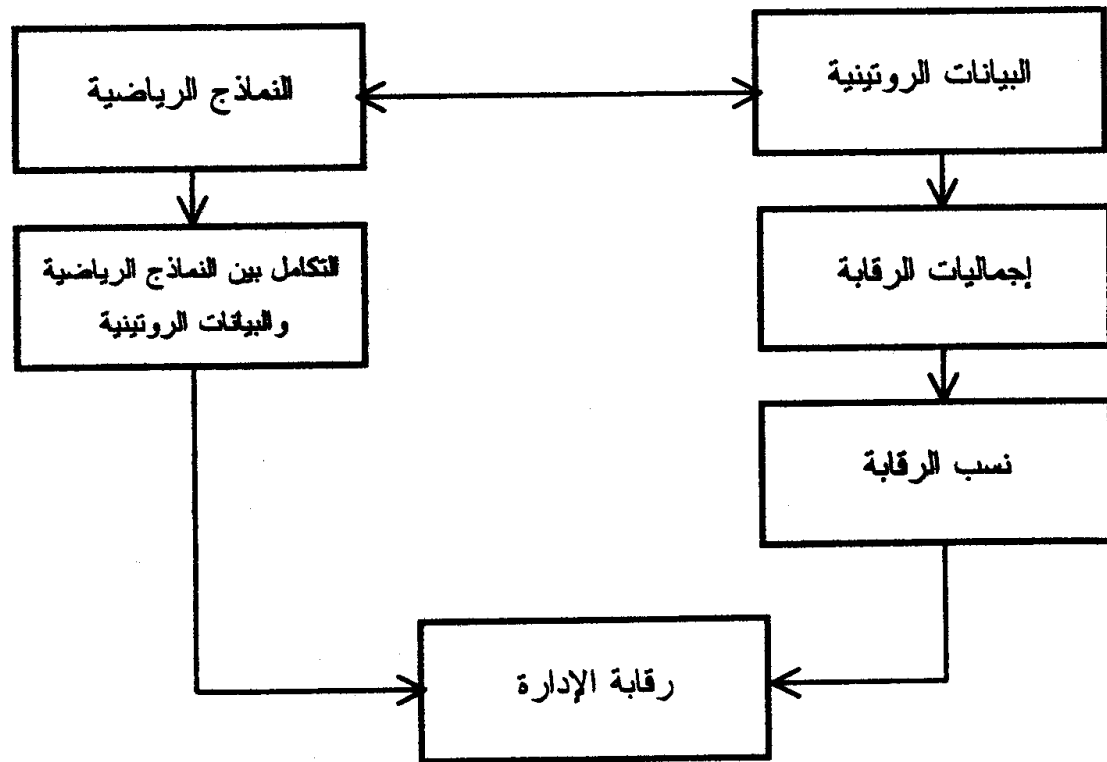 البيانات الروتينية
النماذج الرياضية
إجماليات الرقابة
التكامل بين النماذج الرياضية
والبيانات الروتينية
نسب الرقابة
رقابة الإدارة